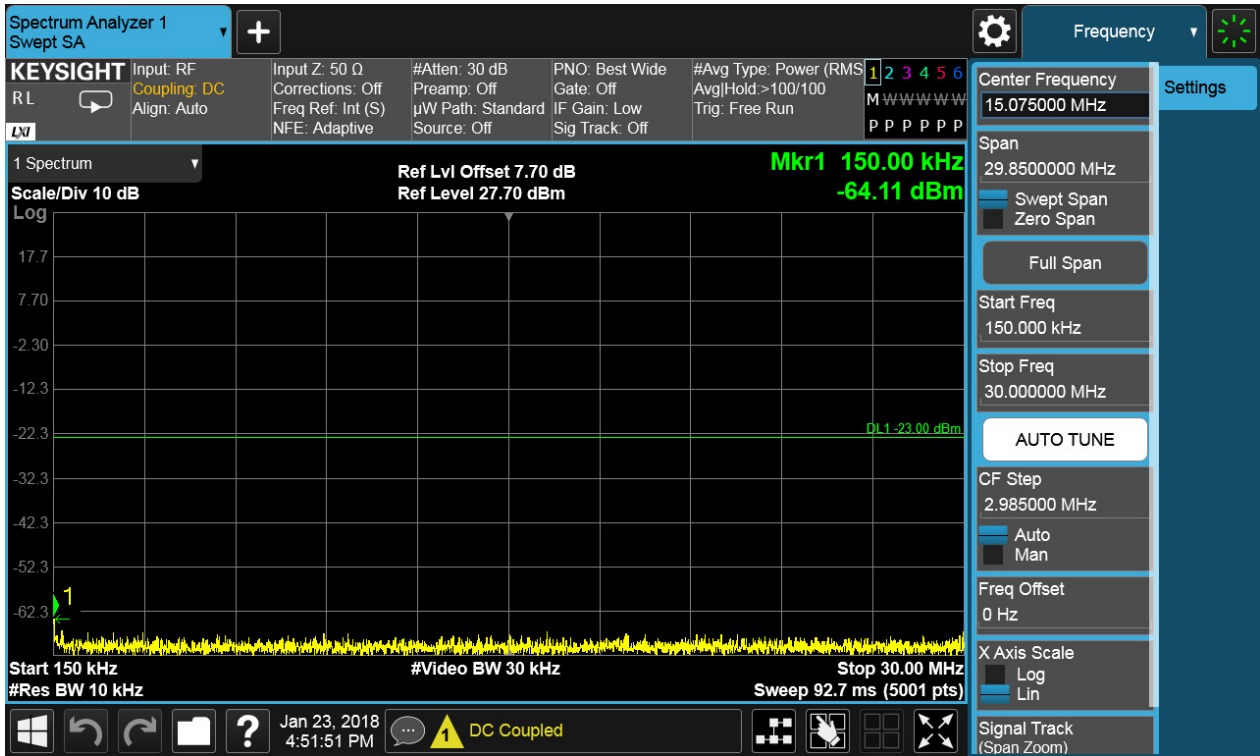 Spectrum Analyzer 1
Swept SA
Frequency
KEYSIGHT
R L
LXI
Input: RF
Coupling: DC
Align: Auto
Input Z: 50 Ω
Corrections: Off
Freq Ref: Int (S)
NFE: Adaptive
#Atten: 30 dB
Preamp: Off
µW Path: Standard
Source: Off
PNO: Best Wide
Gate: Off
IF Gain: Low
Sig Track: Off
#Avg Type: Power (RMS
Avg|Hold:>100/100
Trig: Free Run
1 2 3 4 5 6
M W W W W W
P P P P P P
1 Spectrum
Scale/Div 10 dB
Log
Ref Lvl Offset 7.70 dB
Ref Level 27.70 dBm
Mkr1 150.00 kHz
-64.11 dBm
17.7
7.70
-2.30
-12.3
-22.3
DL1 -23.00 dBm
-32.3
-42.3
-52.3
-62.3
1
Start 150 kHz
#Video BW 30 kHz
Stop 30.00 MHz
#Res BW 10 kHz
Sweep 92.7 ms (5001 pts)
?
Jan 23, 2018
4:51:51 PM
1
DC Coupled
Center Frequency
15.075000 MHz
Settings
Span
29.8500000 MHz
Swept Span
Zero Span
Full Span
Start Freq
150.000 kHz
Stop Freq
30.000000 MHz
AUTO TUNE
CF Step
2.985000 MHz
Auto
Man
Freq Offset
0 Hz
X Axis Scale
Log
Lin
Signal Track
(Span Zoom)